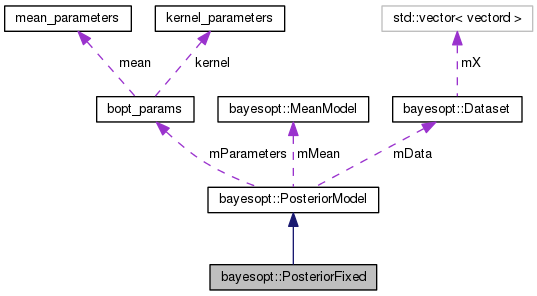 mean_parameters
kernel_parameters
std::vector< vectord >
mean
kernel
mX
bopt_params
bayesopt::MeanModel
bayesopt::Dataset
mParameters
mMean
mData
bayesopt::PosteriorModel
bayesopt::PosteriorFixed